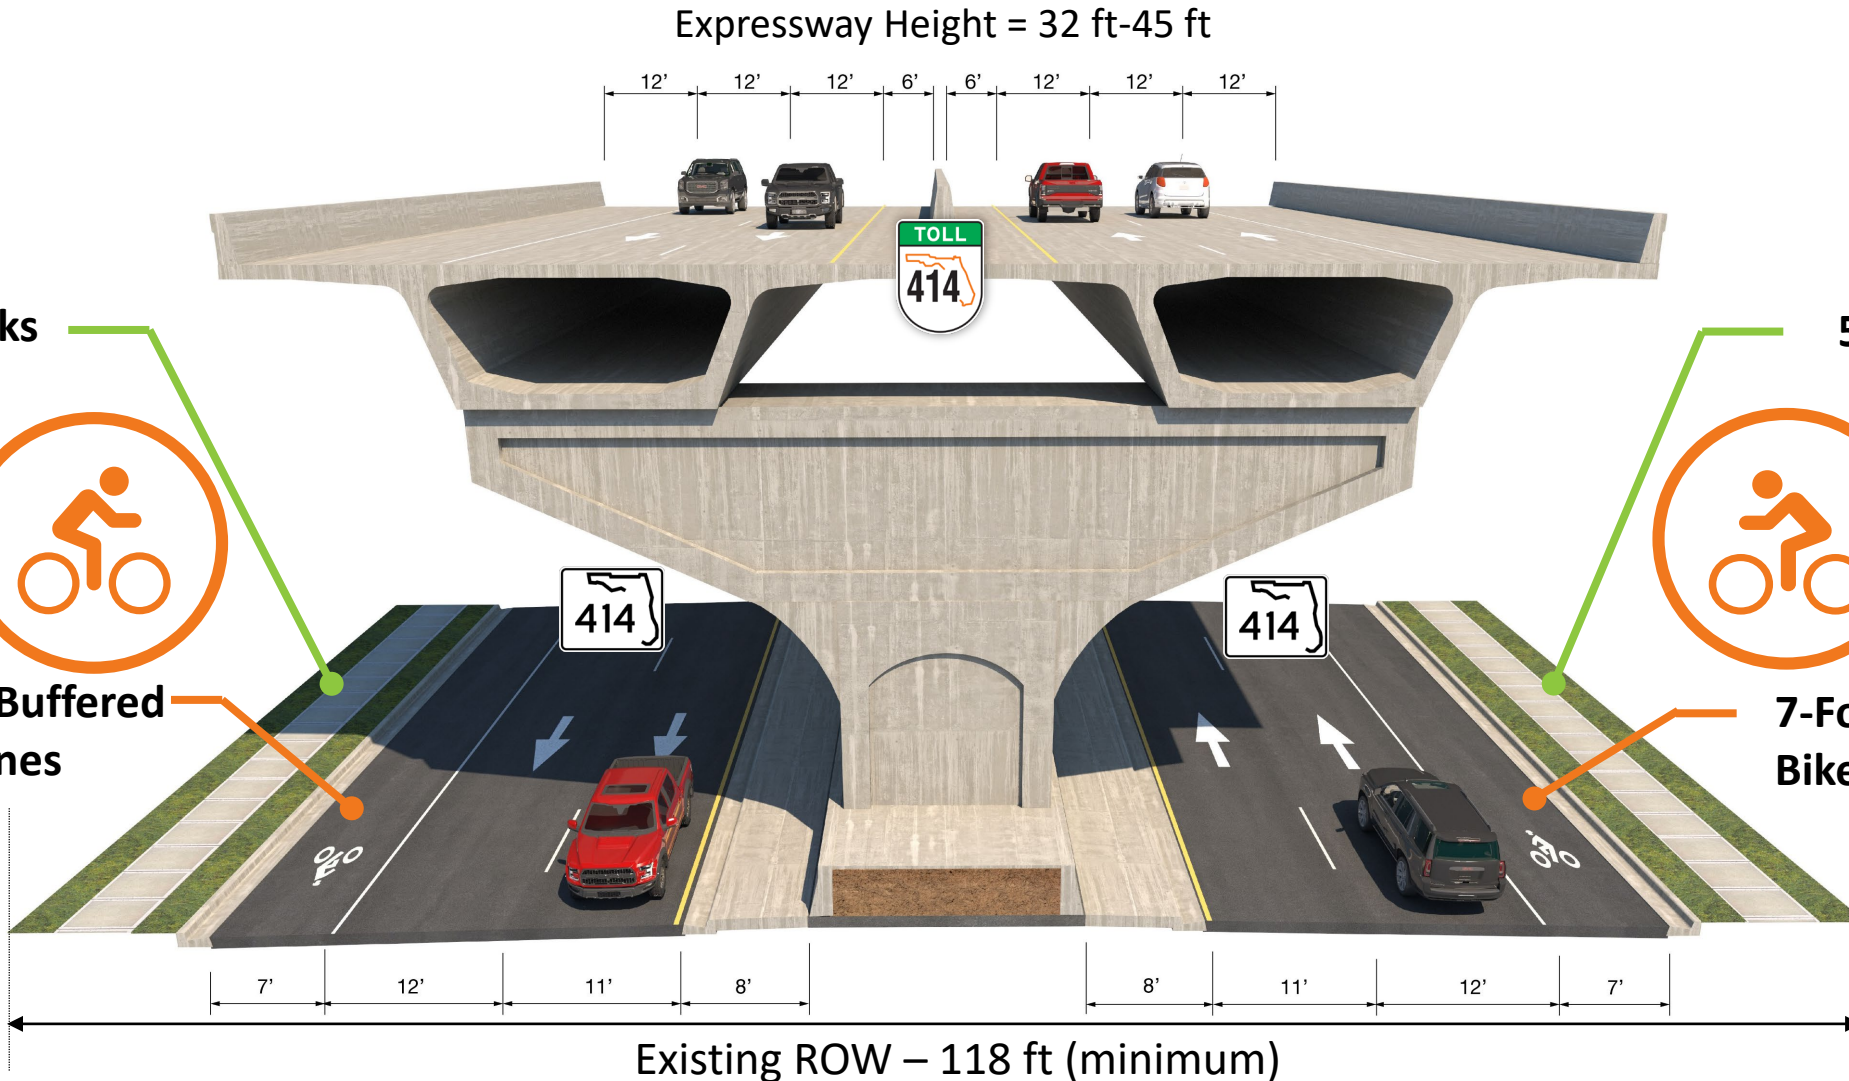 Expressway Height = 32 ft-45 ft
12' 12' 12' 6' 6' 12' 12' 12'
TOLL
414
ks
5
414
414
Buffered
nes
7-Fo
Bike
7' 12' 11' 8' 8' 11' 12' 7'
Existing ROW – 118 ft (minimum)